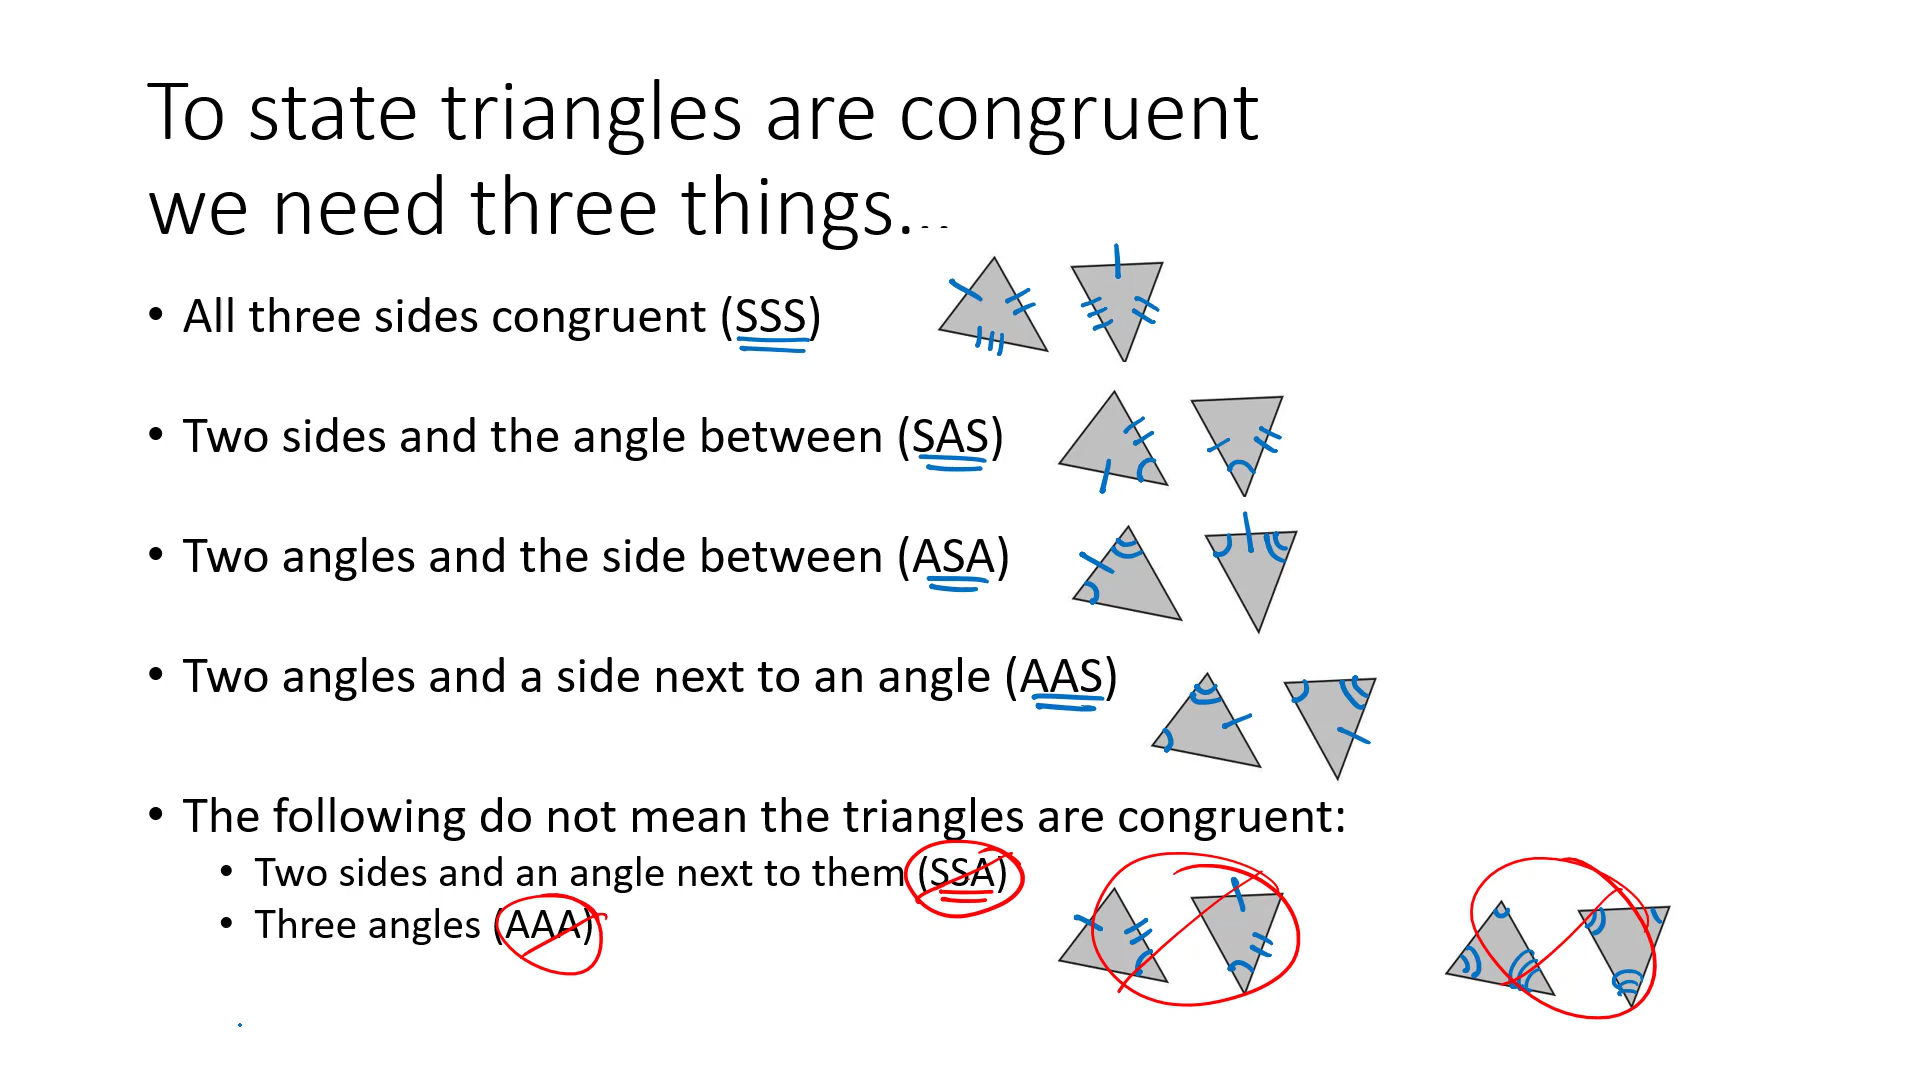 To state triangles are congruent
we need three things...
• All three sides congruent (SSS)
• Two sides and the angle between (SAS)
• Two angles and the side between (ASA)
• Two angles and a side next to an angle (AAS)
• The following do not mean the triangles are congruent:
• Two sides and an angle next to them (SSA)
• Three angles (AAA)